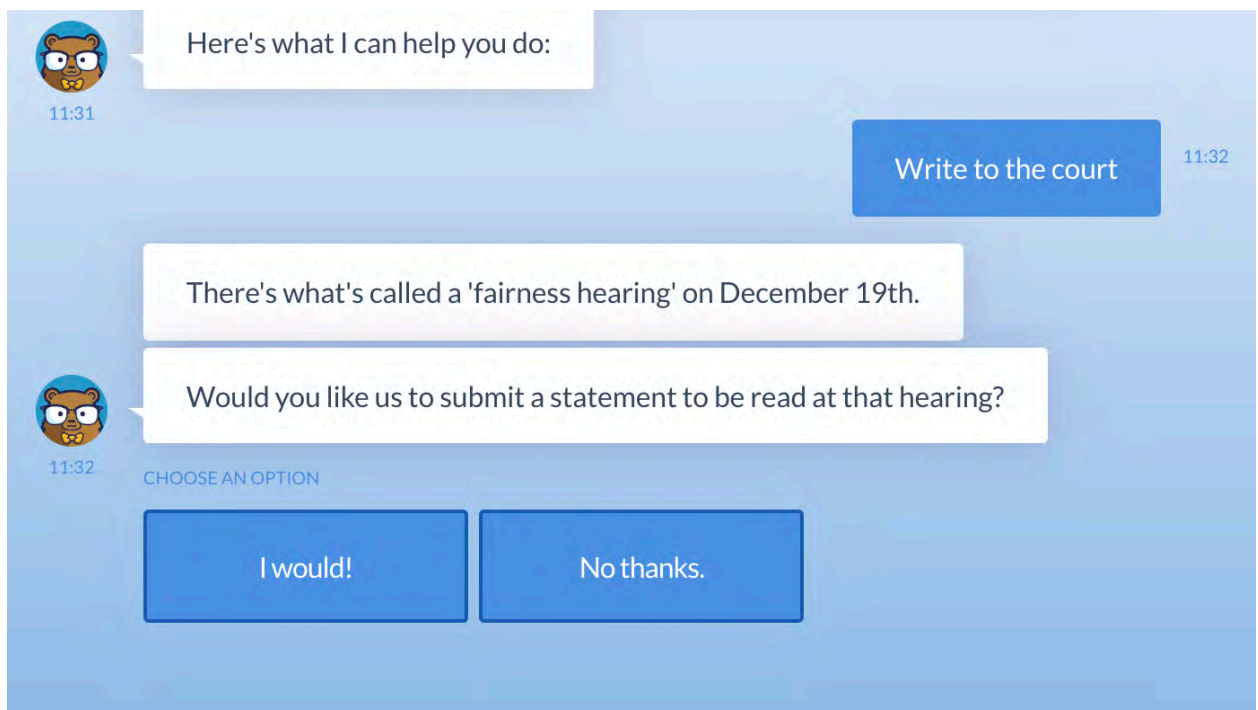 Here's what I can help you do:
11:31
Write to the court
11:32
There's what's called a 'fairness hearing' on December 19th.
Would you like us to submit a statement to be read at that hearing?
11:32
CHOOSE AN OPTION
I would!
No thanks.